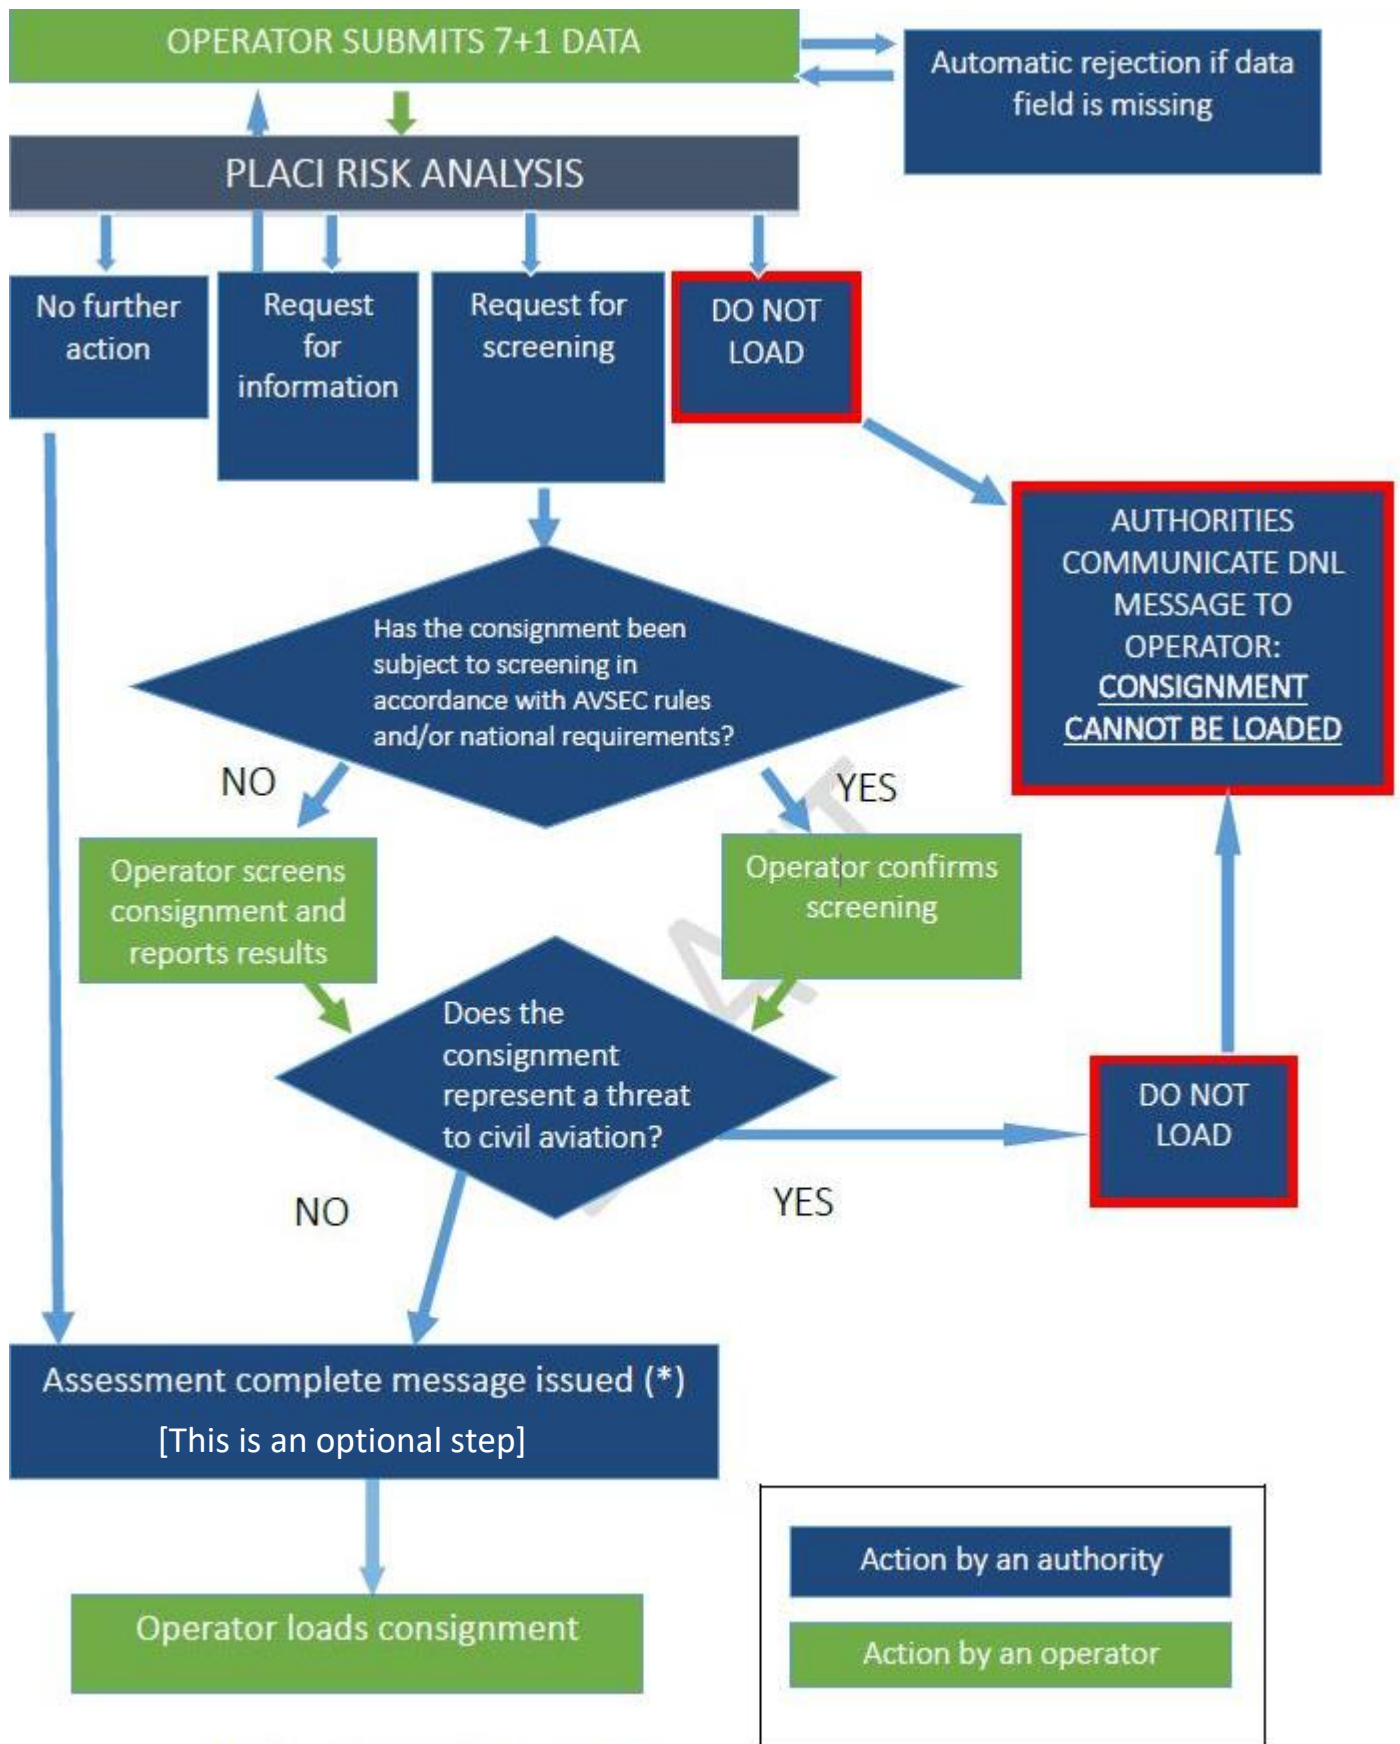 OPERATOR SUBMITS 7+1 DATA
Automatic rejection if data
field is missing
PLACI RISK ANALYSIS
No further
action
Request
for
information
Request for
screening
DO NOT
LOAD
AUTHORITIES
COMMUNICATE DNL
MESSAGE TO
OPERATOR:
CONSIGNMENT
CANNOT BE LOADED
Has the consignment been
subject to screening in
accordance with AVSEC rules
and/or national requirements?
NO
YES
Operator screens
consignment and
reports results
Operator confirms
screening
Does the
consignment
represent a threat
to civil aviation?
DO NOT
LOAD
NO
YES
Assessment complete message issued (*)
[This is an optional step]
Operator loads consignment
Action by an authority
Action by an operator